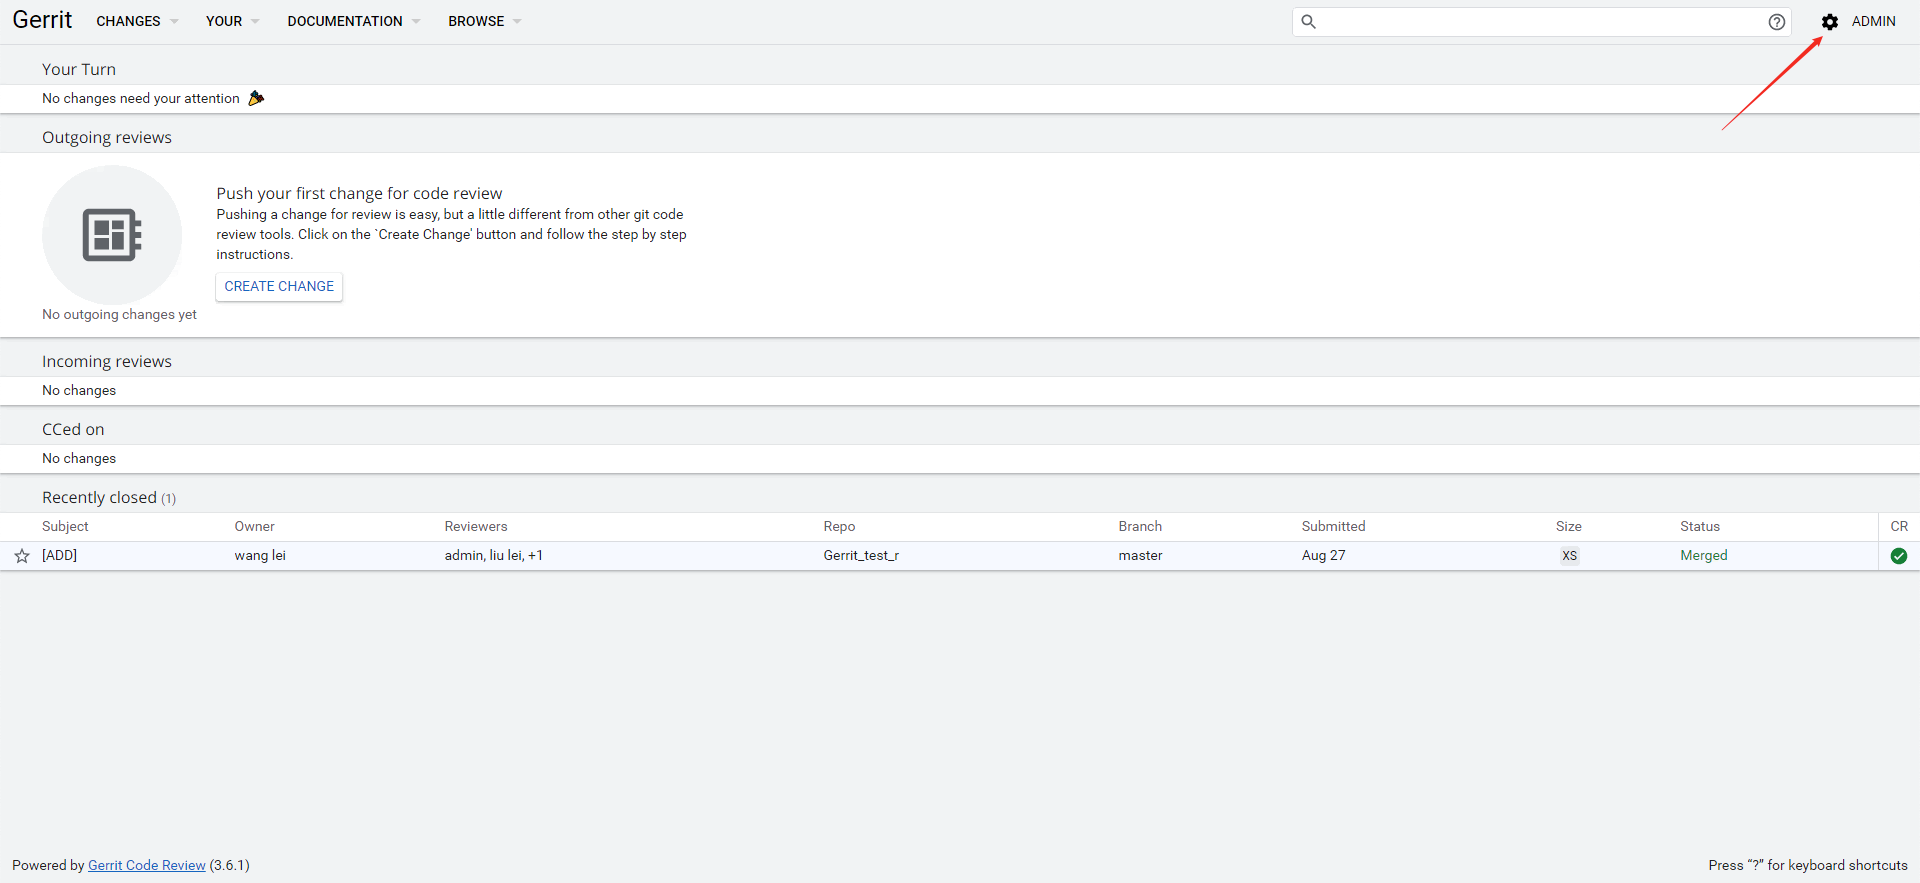 Gerrit CHANGES YOUR DOCUMENTATION BROWSE ADMIN
Your Turn
No changes need your attention
Outgoing reviews
Push your first change for code review
Pushing a change for review is easy, but a little different from other git code
review tools. Click on the `Create Change' button and follow the step by step
instructions.
CREATE CHANGE
No outgoing changes yet
Incoming reviews
No changes
CCed on
No changes
Recently closed (1)
Subject Owner Reviewers Repo Branch Submitted Size Status CR
[ADD] wang lei admin, liu lei, +1 Gerrit_test_r master Aug 27 XS Merged
Powered by Gerrit Code Review (3.6.1) Press “?” for keyboard shortcuts